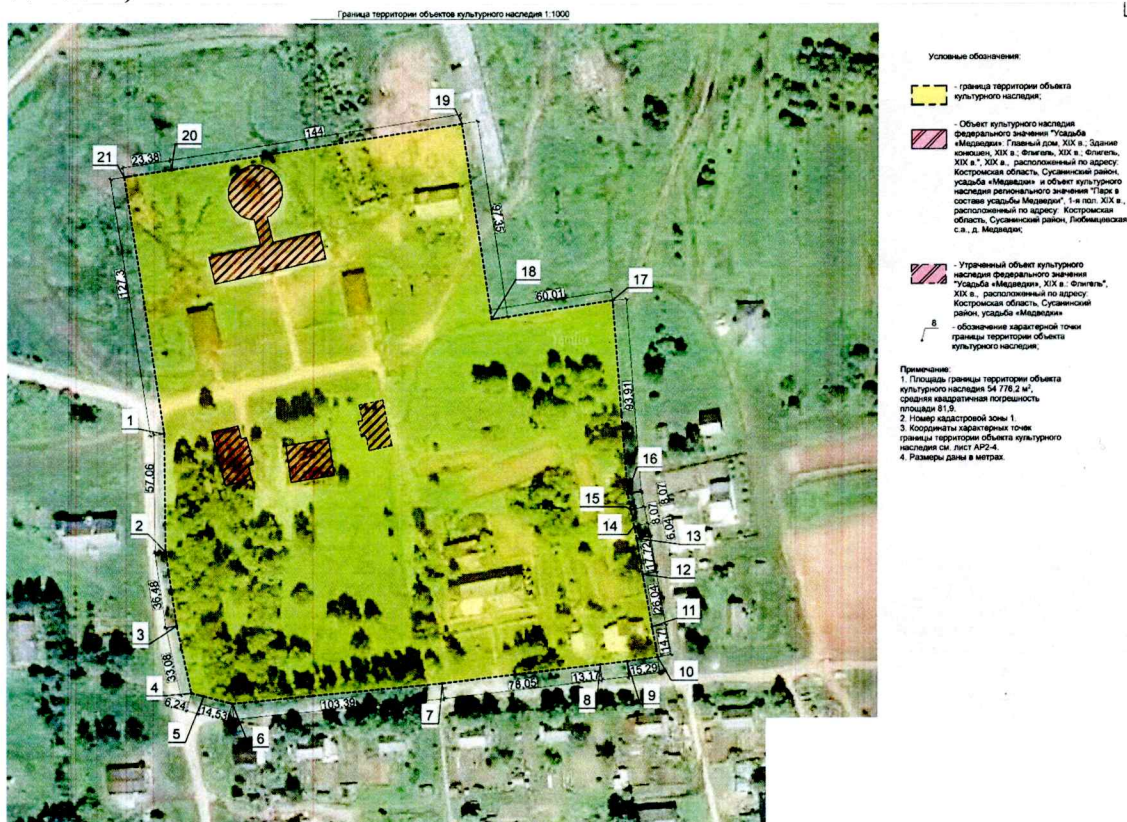 Граница территории объектов культурного наследия 1:1000
Условные обозначения:
- граница территории объекта
культурного наследия;
- Объект культурного наследия
федерального значения "Усадьба
«Медведки»: Главный дом, XIX в.; Здание
конюшен, XIX в.; Флигель, XIX в.; Флигель,
XIX в.", XIX в., расположенный по адресу:
Костромская область, Сусанинский район,
усадьба «Медведки» и объект культурного
наследия регионального значения "Парк в
составе усадьбы Медведки", 1-я пол. XIX в.,
расположенный по адресу: Костромская
область, Сусанинский район, Любимцевская
с.а., д. Медведки;
- Утраченный объект культурного
наследия федерального значения
"Усадьба «Медведки», XIX в.: Флигель",
XIX в., расположенный по адресу:
Костромская область, Сусанинский
район, усадьба «Медведки»
8
- обозначение характерной точки
границы территории объекта
культурного наследия;
Примечание:
1. Площадь границы территории объекта
культурного наследия 54 776,2 м²,
средняя квадратичная погрешность
площади 81,9.
2. Номер кадастровой зоны 1.
3. Координаты характерных точек
границы территории объекта культурного
наследия см. лист АР2-4.
4. Размеры даны в метрах.
19
144
20
21
23,38
97,35
127,3
18
17
60,01
93,91
1
57,06
16
15
8,07
8,07
14
6,04
13
2
17,72
12
36,48
26,04
11
3
14,77
33,08
4
6,24
14,53
5
6
103,39
7
78,05
13,17
8
15,29
9
10